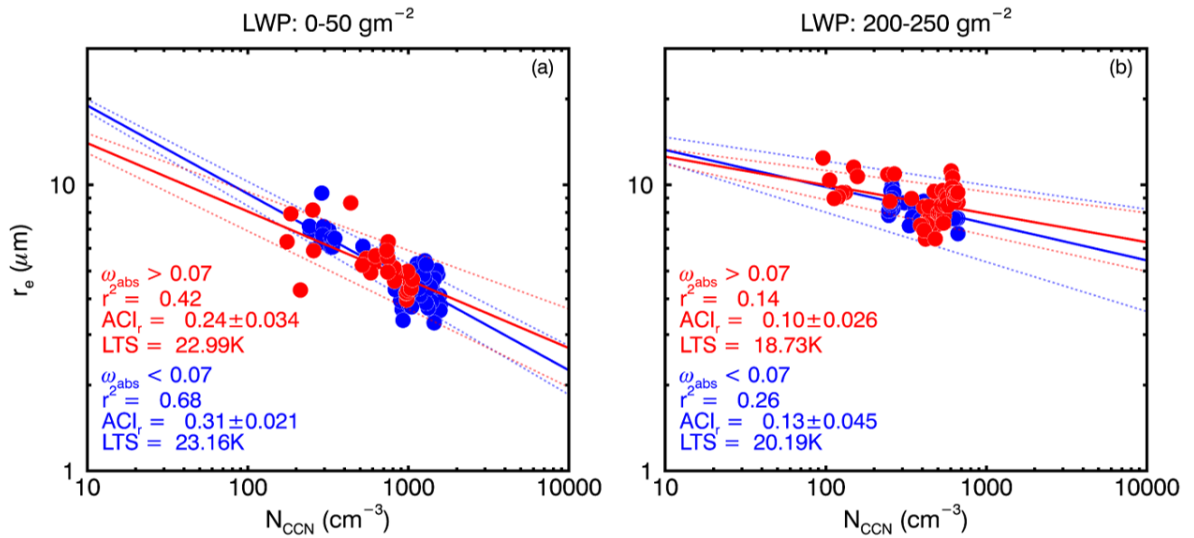 LWP: 0-50 gm⁻²
(a)
10
1
rₑ (μm)
ω_abs > 0.07
r² = 0.42
ACI_r = 0.24±0.034
LTS = 22.99K
ω_abs < 0.07
r² = 0.68
ACI_r = 0.31±0.021
LTS = 23.16K
10 100 1000 10000
N_CCN (cm⁻³)
LWP: 200-250 gm⁻²
(b)
10
1
ω_abs > 0.07
r² = 0.14
ACI_r = 0.10±0.026
LTS = 18.73K
ω_abs < 0.07
r² = 0.26
ACI_r = 0.13±0.045
LTS = 20.19K
10 100 1000 10000
N_CCN (cm⁻³)